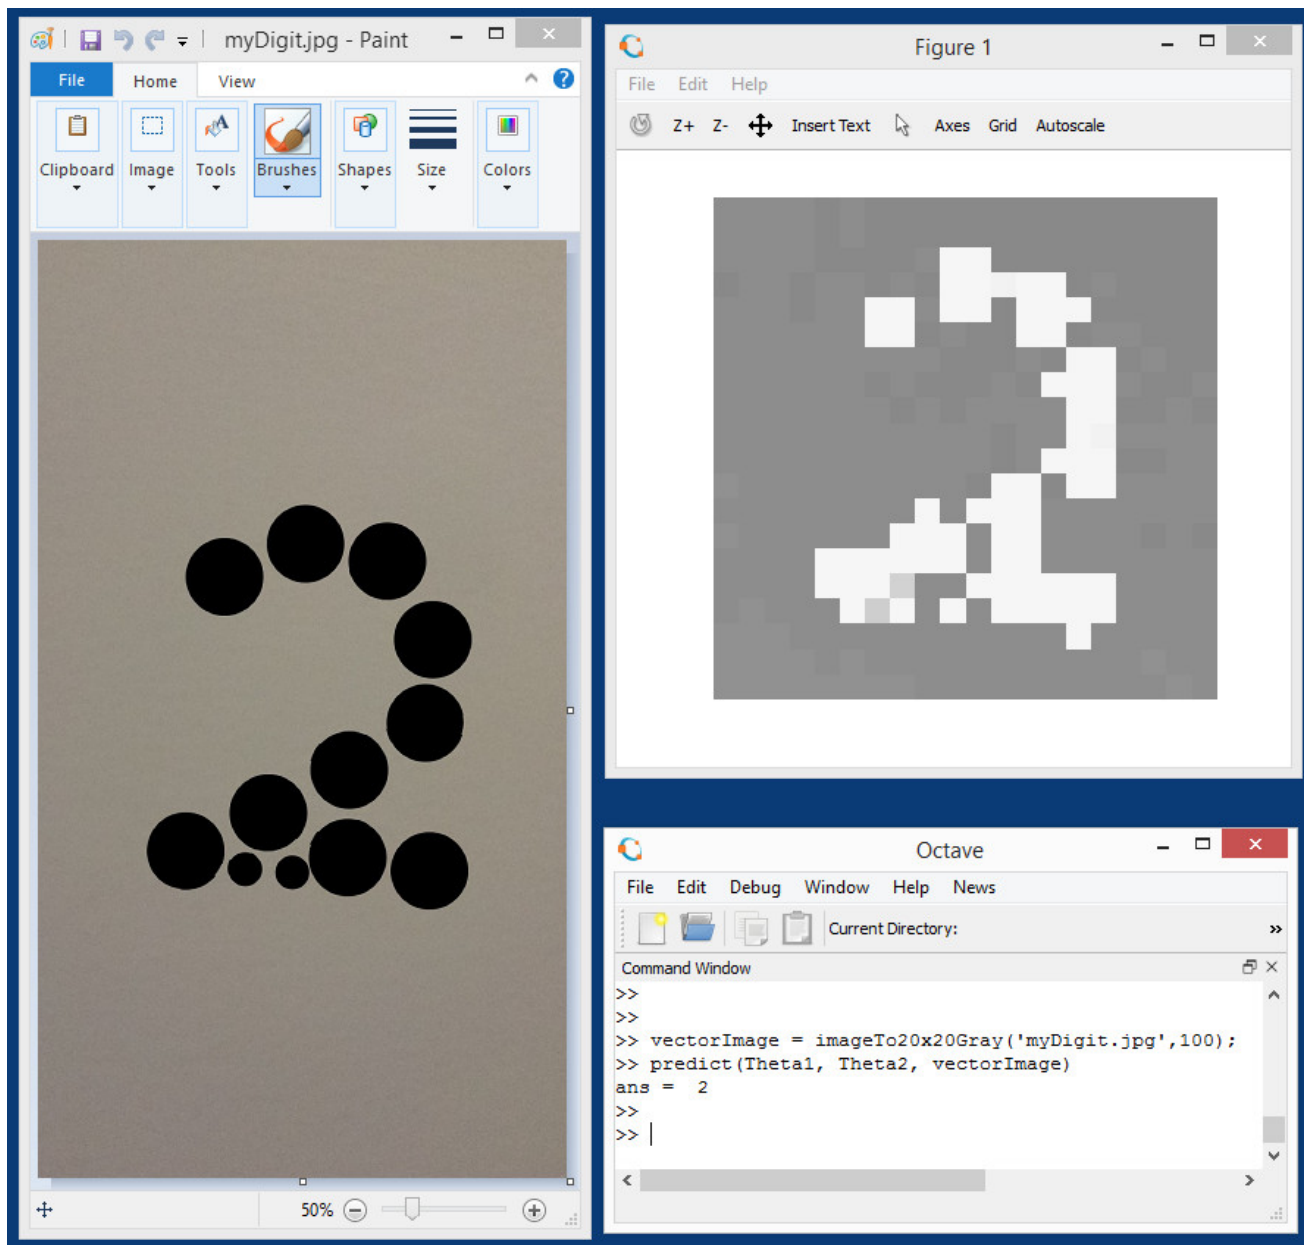 myDigit.jpg - Paint
File Home View
Clipboard Image Tools Brushes Shapes Size Colors
50%
Figure 1
File Edit Help
Z+ Z- Insert Text Axes Grid Autoscale
2
Octave
File Edit Debug Window Help News
Current Directory:
Command Window
>>
>>
>> vectorImage = imageTo20x20Gray('myDigit.jpg',100);
>> predict(Theta1, Theta2, vectorImage)
ans = 2
>>
>>